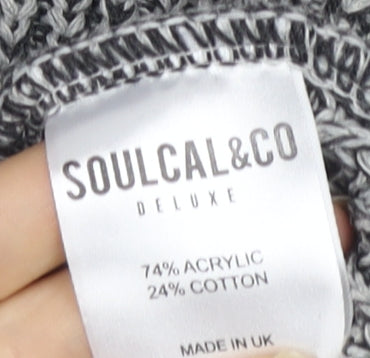 SOULCAL&CO
DELUXE
74% ACRYLIC
24% COTTON
MADE IN UK